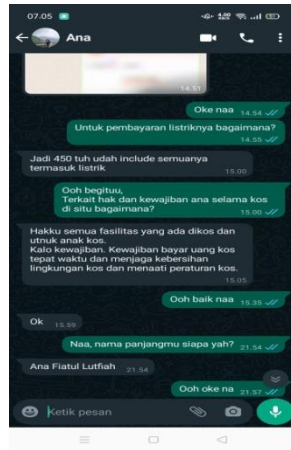 07.05
Ana
14.51
Oke naa 14.54
Untuk pembayaran listriknya bagaimana?
14.55
Jadi 450 tuh udah include semuanya
termasuk listrik
15.00
Ooh begituu,
Terkait hak dan kewajiban ana selama kos
di situ bagaimana?
15.00
Hakku semua fasilitas yang ada dikos dan
utnuk anak kos.
Kalo kewajiban. Kewajiban bayar uang kos
tepat waktu dan menjaga kebersihan
lingkungan kos dan menaati peraturan kos.
15.05
Ooh baik naa 15.35
Ok 15.59
Naa, nama panjangmu siapa yah? 21.54
Ana Fiatul Lutfiah 21.54
Ooh oke na 21.57
Ketik pesan